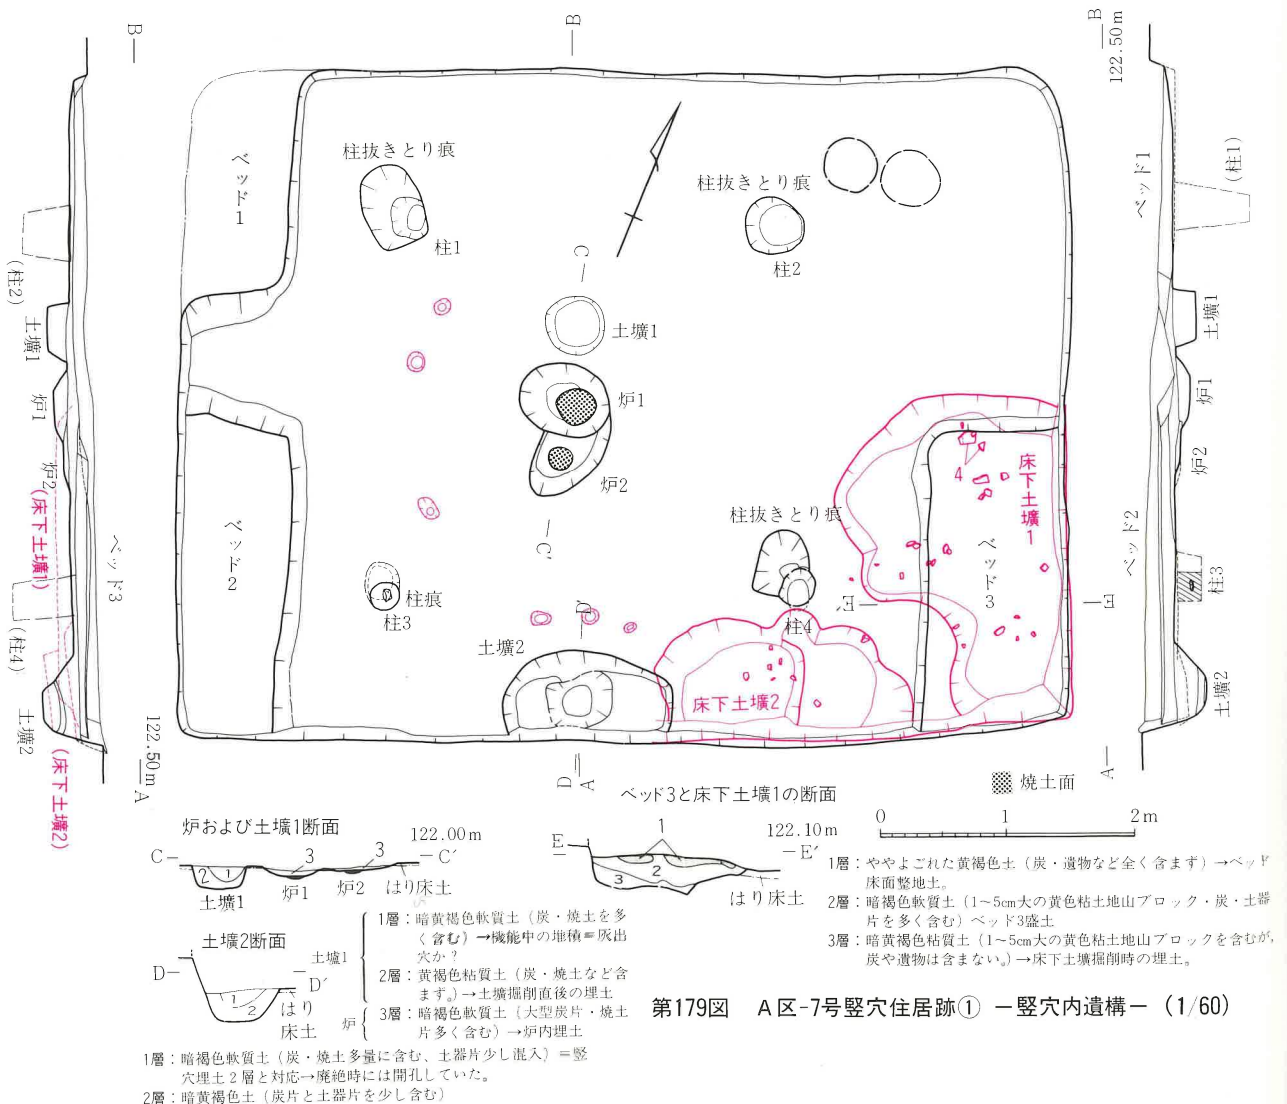 B
B
B
122.50m
柱抜きとり痕
ベッド1
柱1
柱抜きとり痕
柱2
C
土壙1
炉1
炉2
C′
ベッド2
柱抜きとり痕
柱4
柱痕
柱3
D′
土壙2
床下土壙2
床下土壙1
4
ベッド3
E′
E
D
A
A
122.50m
A
(柱2)
土壙1
炉1
炉2
(床下土壙1)
ベッド3
(柱4)
土壙2
(床下土壙2)
ベッド1
(柱1)
土壙1
炉1
炉2
ベッド2
柱3
土壙2
焼土面
0 1 2m
炉および土壙1断面
122.00m
C
C′
2 1
3
3
土壙1
炉1
炉2
はり床土
ベッド3と床下土壙1の断面
E
1
122.10m
E′
2
3
はり床土
土壙2断面
D
D′
1
2
はり
床土
土壙1
1層：暗黄褐色軟質土（炭・焼土を多
く含む）→機能中の堆積＝灰出
穴か？
2層：黄褐色粘質土（炭・焼土など含
まず。）→土壙掘削直後の埋土
炉
3層：暗褐色軟質土（大型炭片・焼土
片多く含む）→炉内埋土
1層：暗褐色軟質土（炭・焼土多量に含む、土器片少し混入）＝竪
穴埋土2層と対応→廃絶時には開孔していた。
2層：暗黄褐色土（炭片と土器片を少し含む）
1層：ややよごれた黄褐色土（炭・遺物など全く含まず）→ベッド
床面整地土。
2層：暗褐色軟質土（1〜5cm大の黄色粘土地山ブロック・炭・土器
片を多く含む）ベッド3盛土
3層：暗黄褐色粘質土（1〜5cm大の黄色粘土地山ブロックを含むが、
炭や遺物は含まない。）→床下土壙掘削時の埋土。
第179図 A区-7号竪穴住居跡① －竪穴内遺構－（1/60）